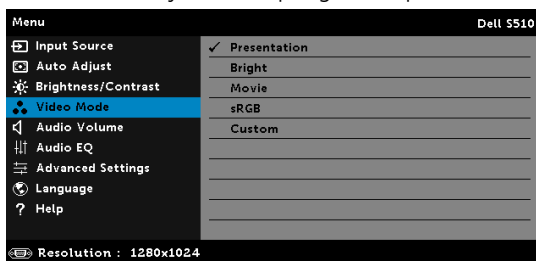 Menu Dell S510
Input Source
Auto Adjust
Brightness/Contrast
Video Mode
Audio Volume
Audio EQ
Advanced Settings
Language
? Help
✓ Presentation
Bright
Movie
sRGB
Custom
Resolution : 1280x1024